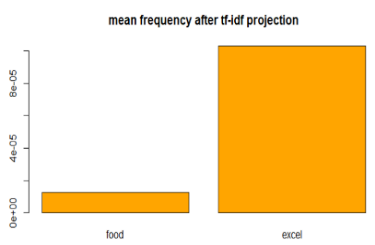 mean frequency after tf-idf projection
8e-05
4e-05
0e+00
food excel